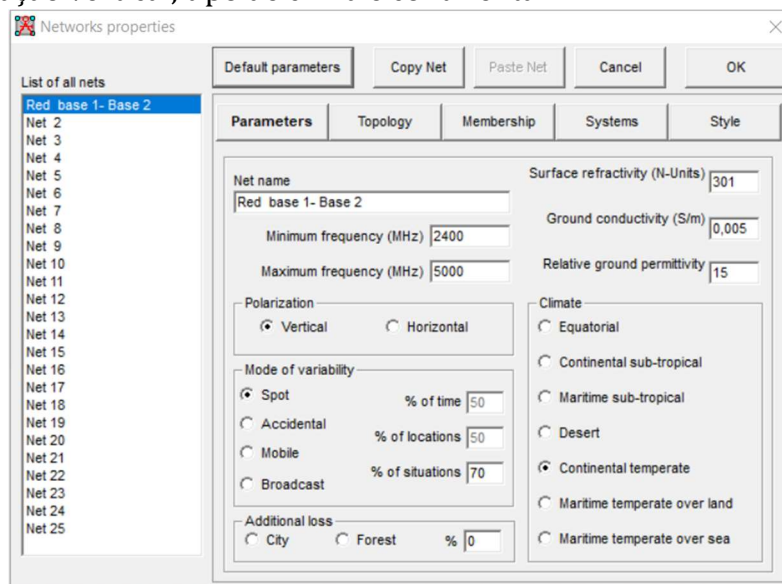 Networks properties
Default parameters Copy Net Paste Net Cancel OK
List of all nets
Red base 1- Base 2
Net 2
Net 3
Net 4
Net 5
Net 6
Net 7
Net 8
Net 9
Net 10
Net 11
Net 12
Net 13
Net 14
Net 15
Net 16
Net 17
Net 18
Net 19
Net 20
Net 21
Net 22
Net 23
Net 24
Net 25
Parameters Topology Membership Systems Style
Net name
Red base 1- Base 2
Minimum frequency (MHz) 2400
Maximum frequency (MHz) 5000
Surface refractivity (N-Units) 301
Ground conductivity (S/m) 0,005
Relative ground permittivity 15
Polarization
Vertical Horizontal
Mode of variability
Spot
Accidental
Mobile
Broadcast
% of time 50
% of locations 50
% of situations 70
Additional loss
City Forest % 0
Climate
Equatorial
Continental sub-tropical
Maritime sub-tropical
Desert
Continental temperate
Maritime temperate over land
Maritime temperate over sea